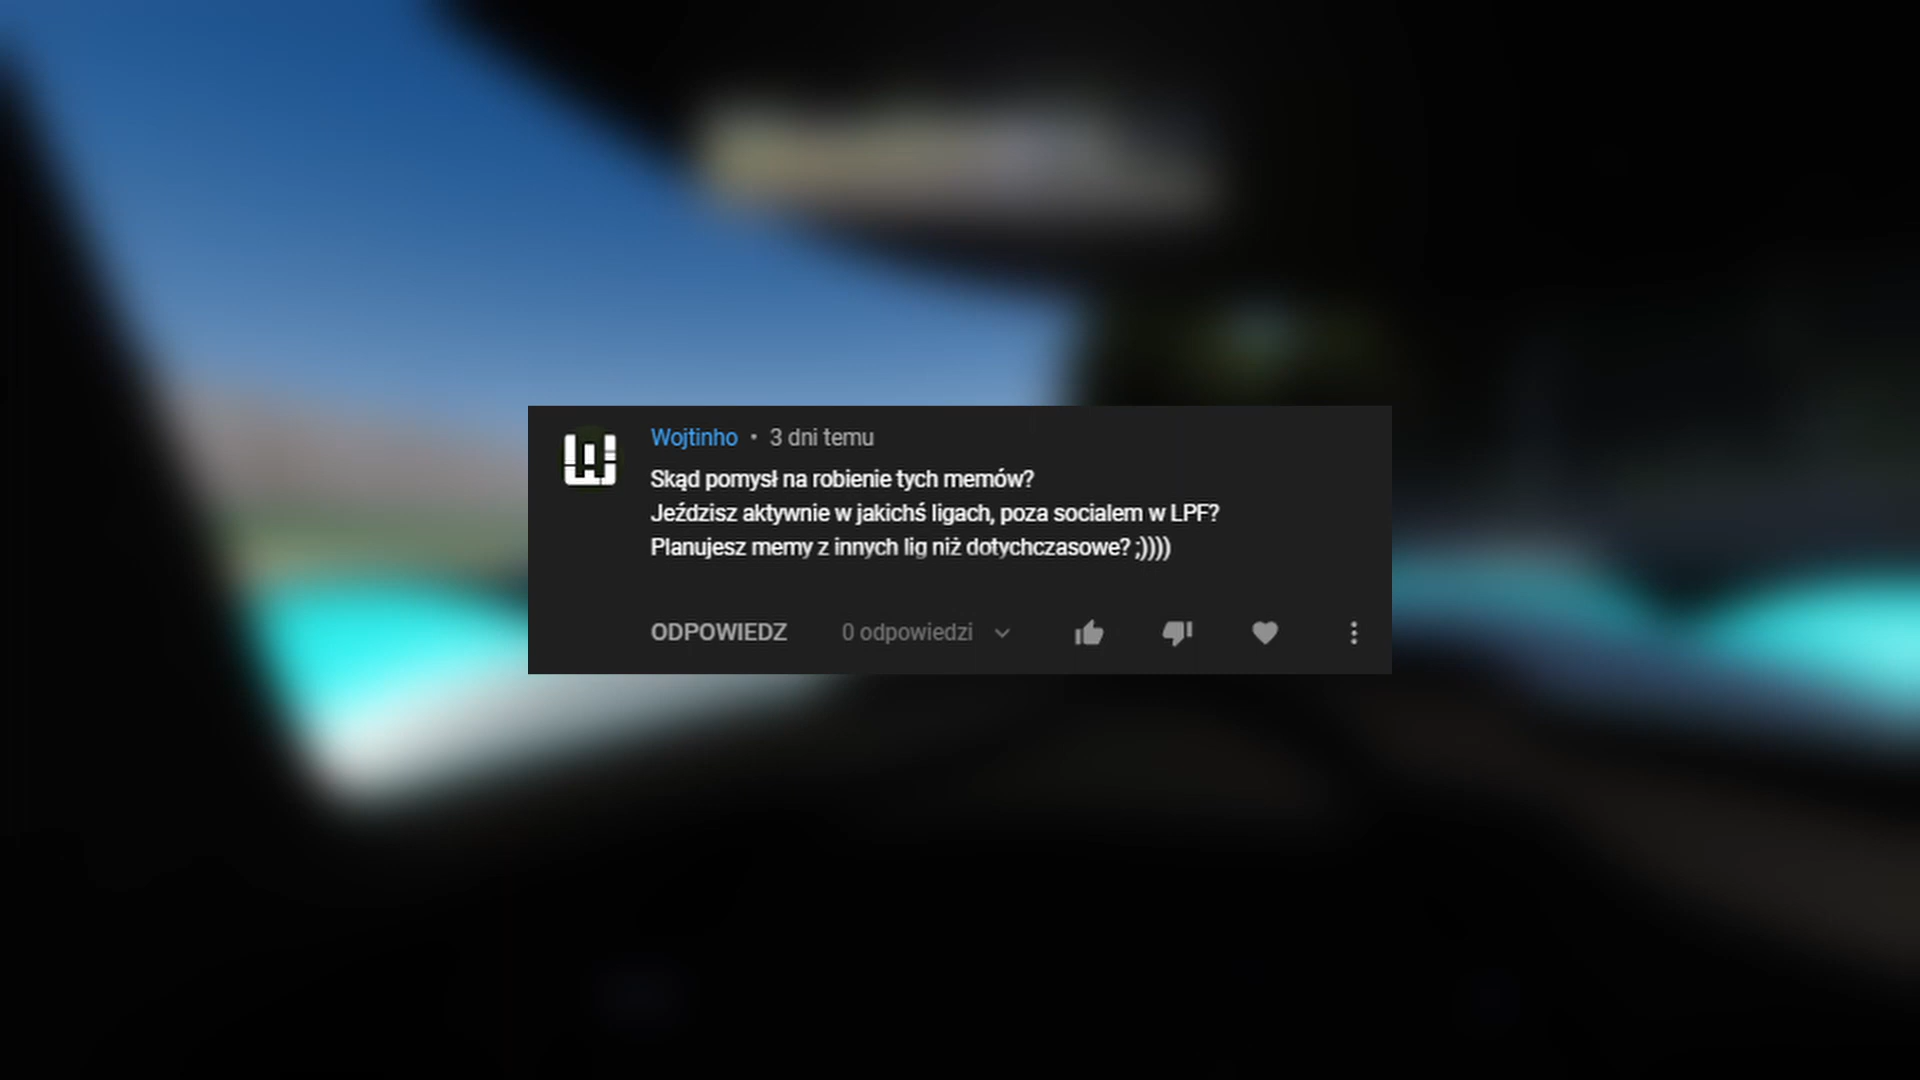 Wojtinho • 3 dni temu
Skąd pomysł na robienie tych memów?
Jeździsz aktywnie w jakichś ligach, poza socialem w LPF?
Planujesz memy z innych lig niż dotychczasowe? ;))))
ODPOWIEDZ 0 odpowiedzi